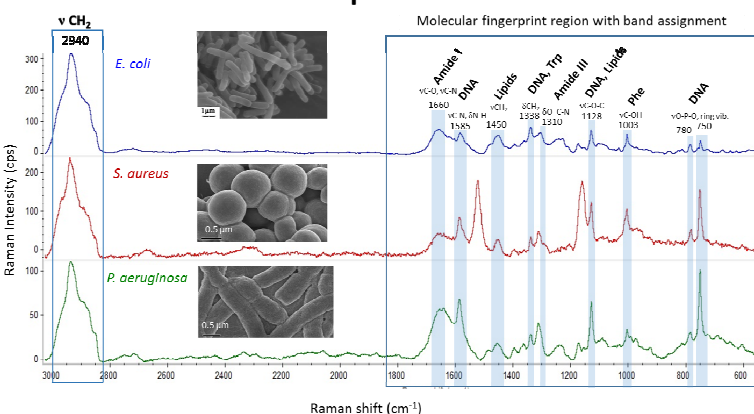 Molecular fingerprint region with band assignment
ν CH2
2940
E. coli
1µm
Amide I
νC-O, νC-N
1660
DNA
νC-N, δN-H
1585
Lipids
νCH2
1450
DNA, Trp
δCH2
1338
Amide III
1310
DNA, Lipids
νC-O-C
1128
Phe
νC-OH
1003
DNA
νO-P-O, ring vib.
780 750
300
200
100
0
S. aureus
0.5 µm
200
100
0
P. aeruginosa
0.5 µm
100
50
0
Raman Intensity (cps)
3000 2800 2600 2400 2200 2000 1800 1600 1400 1200 1000 800 600
Raman shift (cm-1)